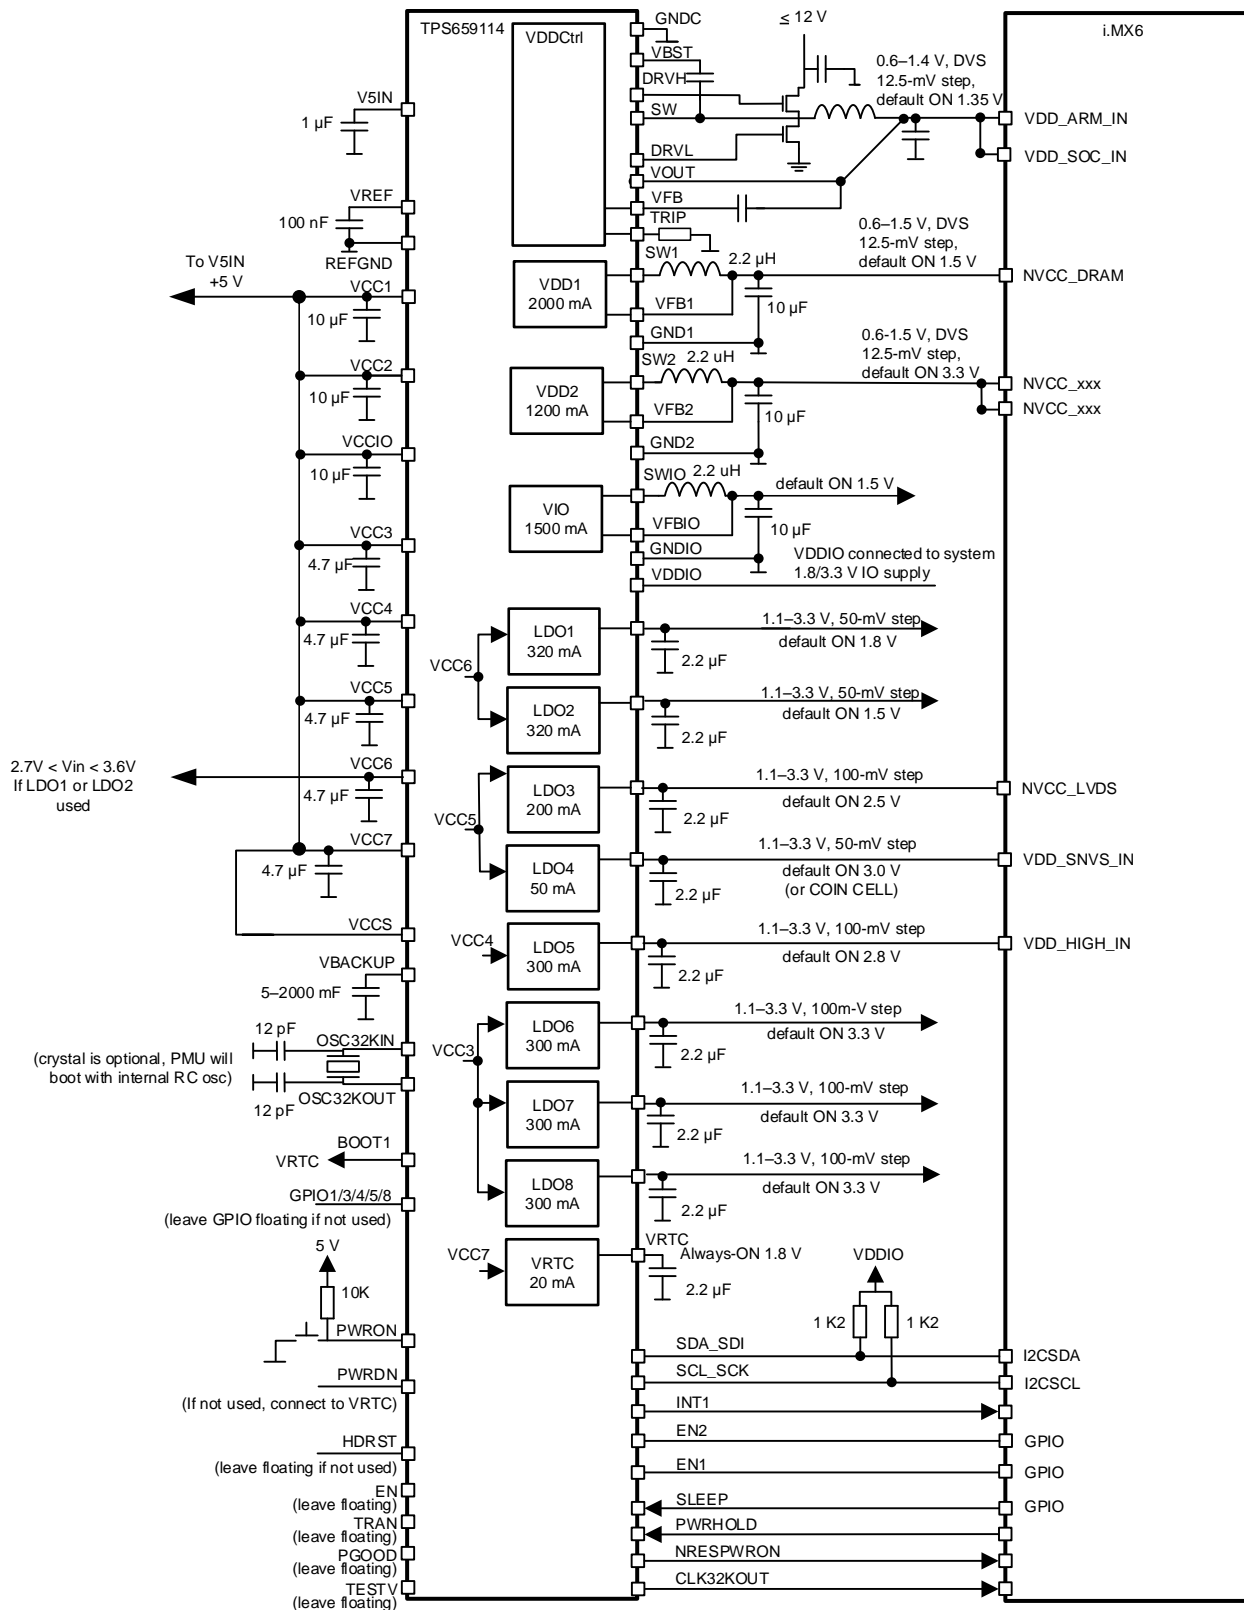 TPS659114
VDDCtrl
GNDC
VBST
DRVH
SW
DRVL
VOUT
VFB
TRIP
≤ 12 V
0.6–1.4 V, DVS
12.5-mV step,
default ON 1.35 V
i.MX6
VDD_ARM_IN
VDD_SOC_IN
V5IN
1 µF
VREF
100 nF
REFGND
To V5IN
+5 V
VCC1
10 µF
VCC2
10 µF
VCCIO
10 µF
VCC3
4.7 µF
VCC4
4.7 µF
VCC5
4.7 µF
2.7V < Vin < 3.6V
If LDO1 or LDO2
used
VCC6
4.7 µF
VCC7
4.7 µF
VCCS
VBACKUP
5–2000 mF
12 pF
OSC32KIN
(crystal is optional, PMU will
boot with internal RC osc)
OSC32KOUT
12 pF
BOOT1
VRTC
GPIO1/3/4/5/8
(leave GPIO floating if not used)
5 V
10K
PWRON
PWRDN
(If not used, connect to VRTC)
HDRST
(leave floating if not used)
EN
(leave floating)
TRAN
(leave floating)
PGOOD
(leave floating)
TESTV
(leave floating)
VDD1
2000 mA
SW1
2.2 µH
VFB1
10 µF
GND1
0.6–1.5 V, DVS
12.5-mV step,
default ON 1.5 V
NVCC_DRAM
VDD2
1200 mA
SW2
2.2 uH
VFB2
10 µF
GND2
0.6-1.5 V, DVS
12.5-mV step,
default ON 3.3 V
NVCC_xxx
NVCC_xxx
VIO
1500 mA
SWIO
2.2 uH
VFBIO
10 µF
GNDIO
default ON 1.5 V
VDDIO
VDDIO connected to system
1.8/3.3 V IO supply
VCC6
LDO1
320 mA
2.2 µF
1.1–3.3 V, 50-mV step
default ON 1.8 V
LDO2
320 mA
2.2 µF
1.1–3.3 V, 50-mV step
default ON 1.5 V
VCC5
LDO3
200 mA
2.2 µF
1.1–3.3 V, 100-mV step
default ON 2.5 V
NVCC_LVDS
LDO4
50 mA
2.2 µF
1.1–3.3 V, 50-mV step
default ON 3.0 V
(or COIN CELL)
VDD_SNVS_IN
VCC4
LDO5
300 mA
2.2 µF
1.1–3.3 V, 100-mV step
default ON 2.8 V
VDD_HIGH_IN
VCC3
LDO6
300 mA
2.2 µF
1.1–3.3 V, 100m-V step
default ON 3.3 V
LDO7
300 mA
2.2 µF
1.1–3.3 V, 100-mV step
default ON 3.3 V
LDO8
300 mA
2.2 µF
1.1–3.3 V, 100-mV step
default ON 3.3 V
VCC7
VRTC
20 mA
VRTC
Always-ON 1.8 V
2.2 µF
VDDIO
1 K2
1 K2
SDA_SDI
I2CSDA
SCL_SCK
I2CSCL
INT1
EN2
GPIO
EN1
GPIO
SLEEP
GPIO
PWRHOLD
NRESPWRON
CLK32KOUT